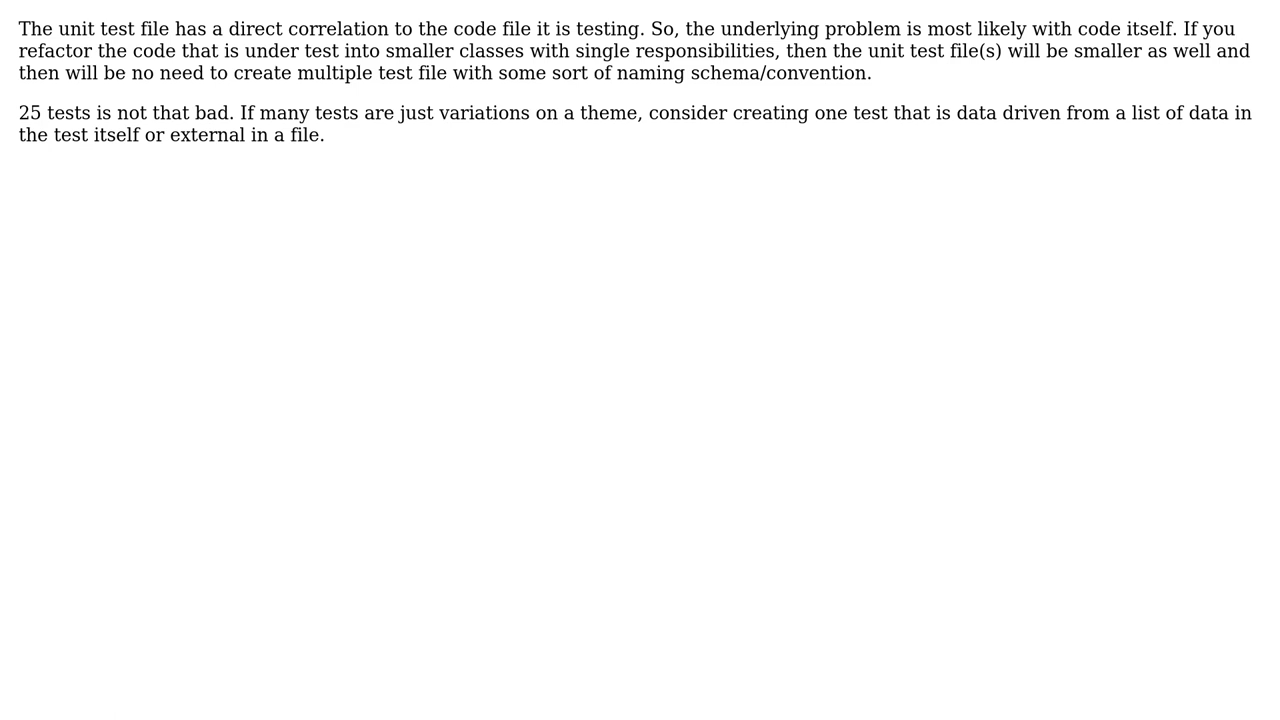 The unit test file has a direct correlation to the code file it is testing. So, the underlying problem is most likely with code itself. If you
refactor the code that is under test into smaller classes with single responsibilities, then the unit test file(s) will be smaller as well and
then will be no need to create multiple test file with some sort of naming schema/convention.
25 tests is not that bad. If many tests are just variations on a theme, consider creating one test that is data driven from a list of data in
the test itself or external in a file.